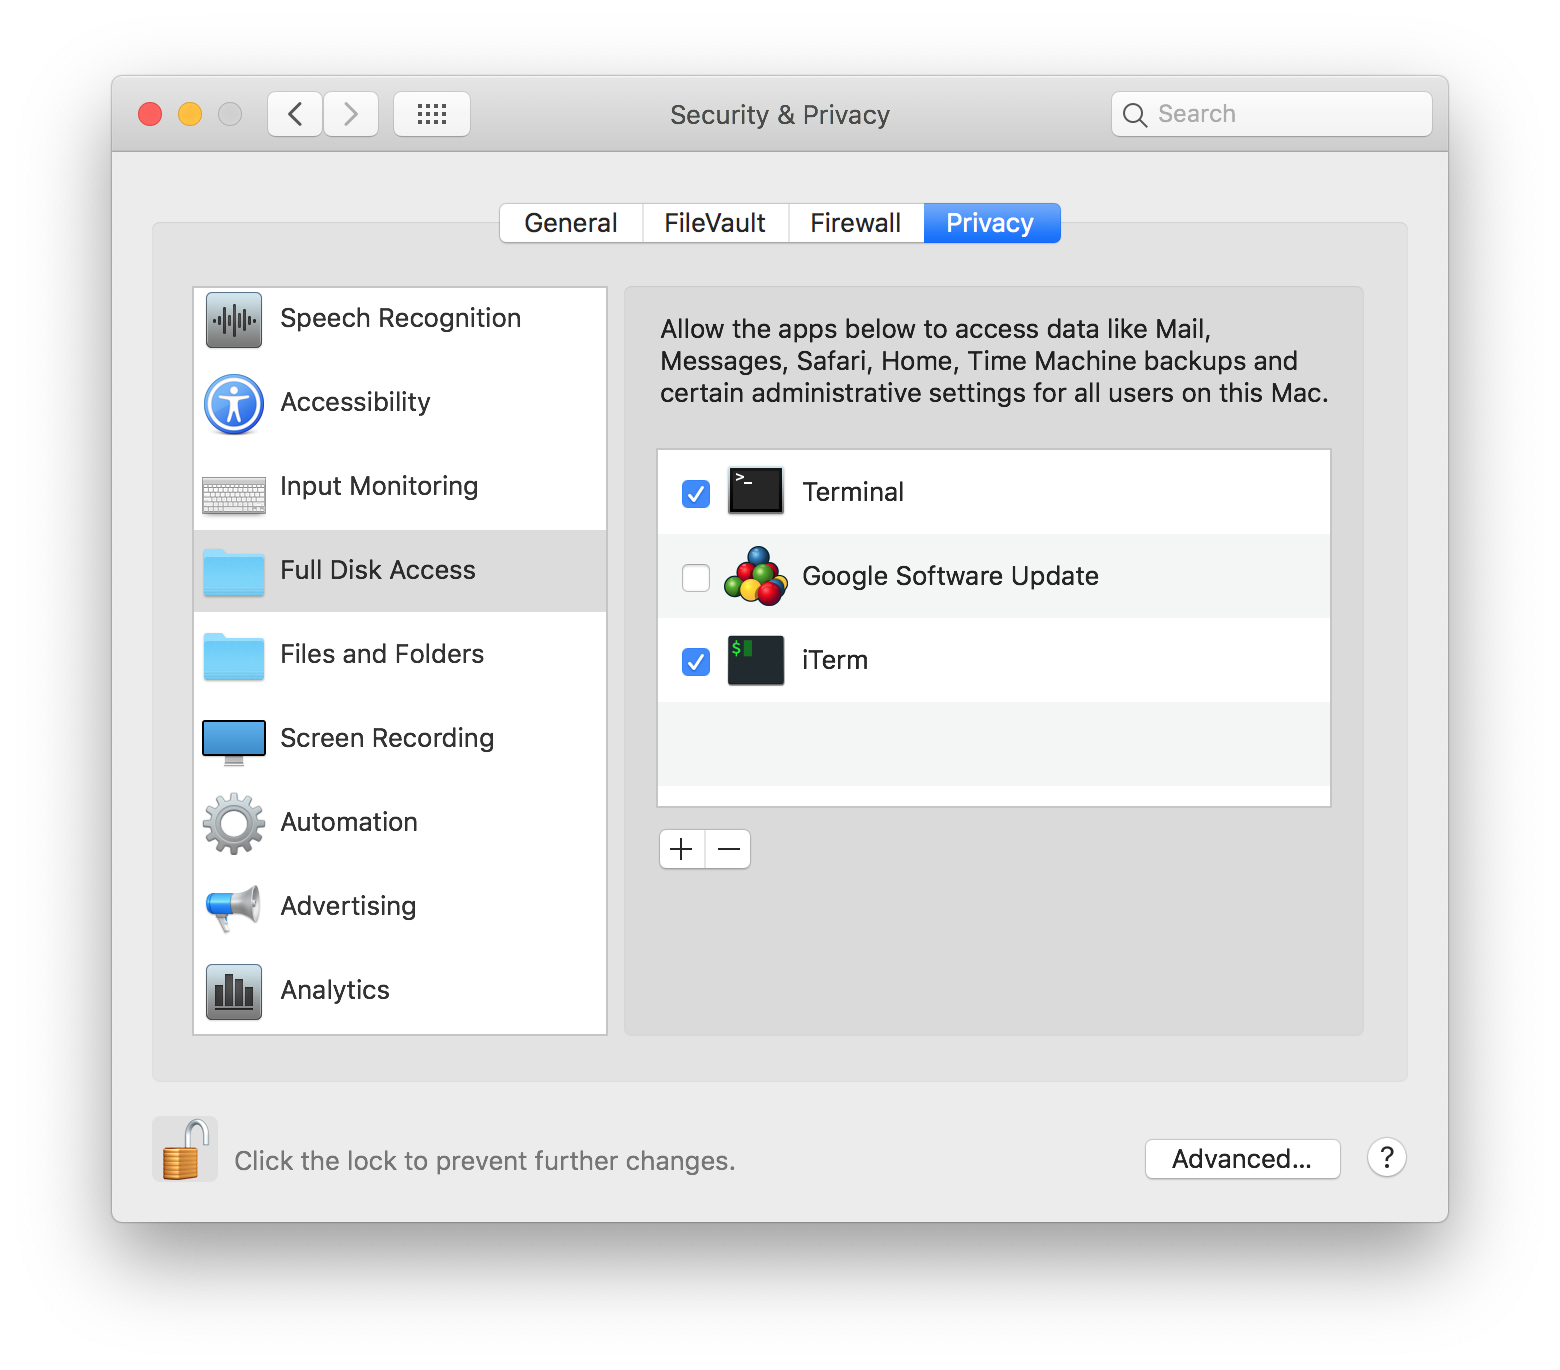 Security & Privacy
Search
General
FileVault
Firewall
Privacy
Speech Recognition
Accessibility
Input Monitoring
Full Disk Access
Files and Folders
Screen Recording
Automation
Advertising
Analytics
Allow the apps below to access data like Mail,
Messages, Safari, Home, Time Machine backups and
certain administrative settings for all users on this Mac.
>_
Terminal
Google Software Update
$
iTerm
+
−
Click the lock to prevent further changes.
Advanced...
?